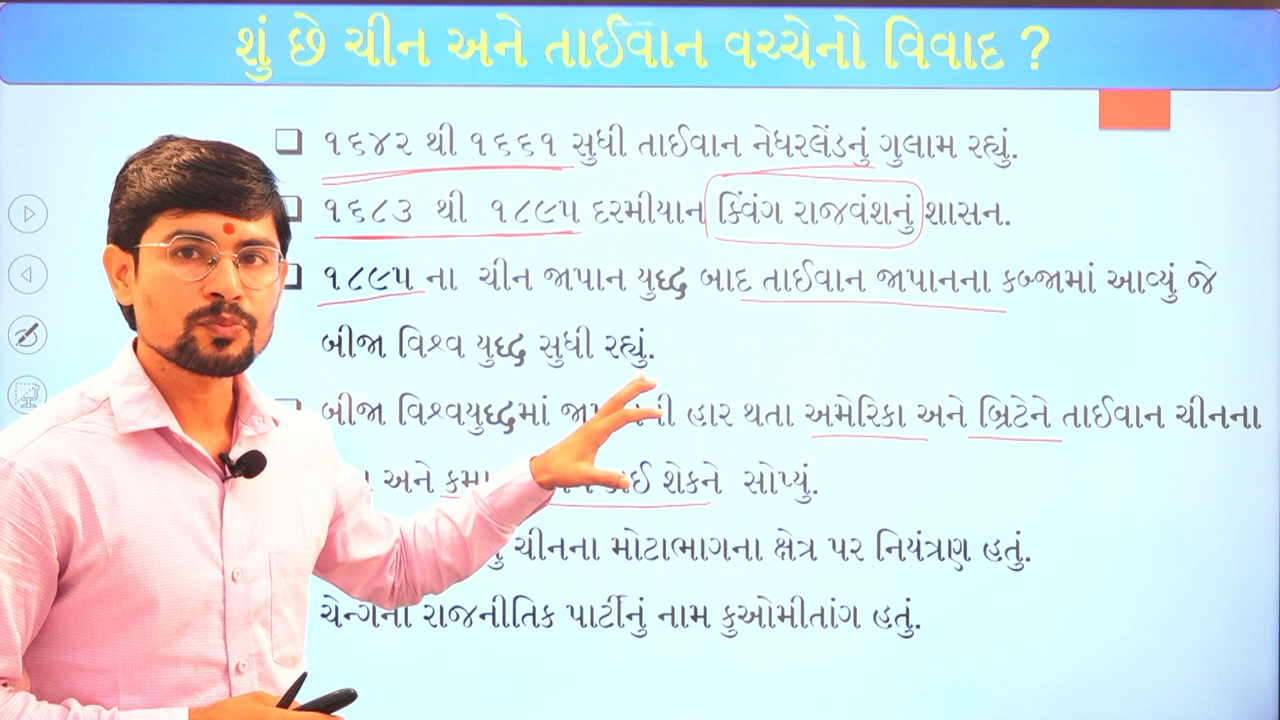 શું છે ચીન અને તાઈવાન વચ્ચેનો વિવાદ ?
૧૬૪૨ થી ૧૬૬૧ સુધી તાઈવાન નેધરલેંડનું ગુલામ રહ્યું.
૧૬૮૩ થી ૧૮૯૫ દરમીયાન ક્વિંગ રાજવંશનું શાસન.
૧૮૯૫ ના ચીન જાપાન યુદ્ધ બાદ તાઈવાન જાપાનના કબ્જામાં આવ્યું જે
બીજા વિશ્વ યુદ્ધ સુધી રહ્યું.
બીજા વિશ્વયુદ્ધમાં હાર થતા અમેરિકા અને બ્રિટેને તાઈવાન ચીનના
અને શેકને સોપ્યું.
ચીનના મોટાભાગના ક્ષેત્ર પર નિયંત્રણ હતું.
ચેન્ગના રાજનીતિક પાર્ટીનું નામ કુઓમીતાંગ હતું.